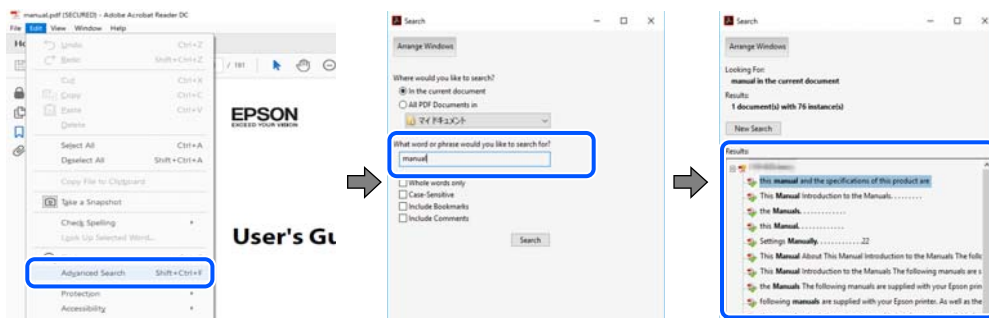 manual.pdf (SECURED) - Adobe Acrobat Reader DC
File Edit View Window Help
Undo Ctrl+Z
Redo Shift+Ctrl+Z
Cut Ctrl+X
Copy Ctrl+C
Paste Ctrl+V
Delete
Select All Ctrl+A
Deselect All Shift+Ctrl+A
Copy File to Clipboard
Take a Snapshot
Check Spelling
Look Up Selected Word...
Advanced Search Shift+Ctrl+F
Protection
Accessibility
/ 181
EPSON
EXCEED YOUR VISION
User's Gu
Search
Arrange Windows
Where would you like to search?
In the current document
All PDF Documents in
マイ ドキュメント
What word or phrase would you like to search for?
manual
Whole words only
Case-Sensitive
Include Bookmarks
Include Comments
Search
Search
Arrange Windows
Looking For:
manual in the current document
Results:
1 document(s) with 76 instance(s)
New Search
Results:
this manual and the specifications of this product are
This Manual Introduction to the Manuals. . . . . . . . .
the Manuals. . . . . . . . . . . . .
this Manual. . . . . . . . . . . . .
Settings Manually. . . . . . . . . . . .22
This Manual About This Manual Introduction to the Manuals The follo
This Manual Introduction to the Manuals The following manuals are s
the Manuals The following manuals are supplied with your Epson prin
following manuals are supplied with your Epson printer. As well as the